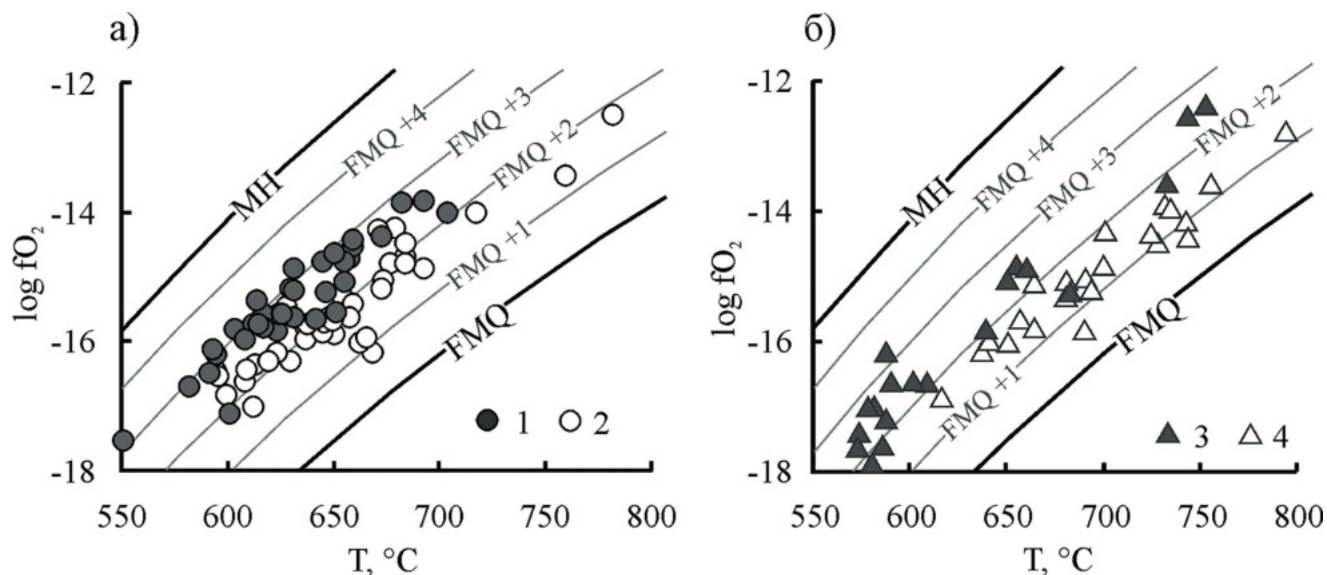 а)
-12
-14
-16
-18
log fO₂
MH
FMQ +4
FMQ +3
FMQ +2
FMQ +1
FMQ
1 2
550 600 650 700 750 800
T, °C
б)
-12
-14
-16
-18
log fO₂
MH
FMQ +4
FMQ +3
FMQ +2
FMQ +1
FMQ
3 4
550 600 650 700 750 800
T, °C